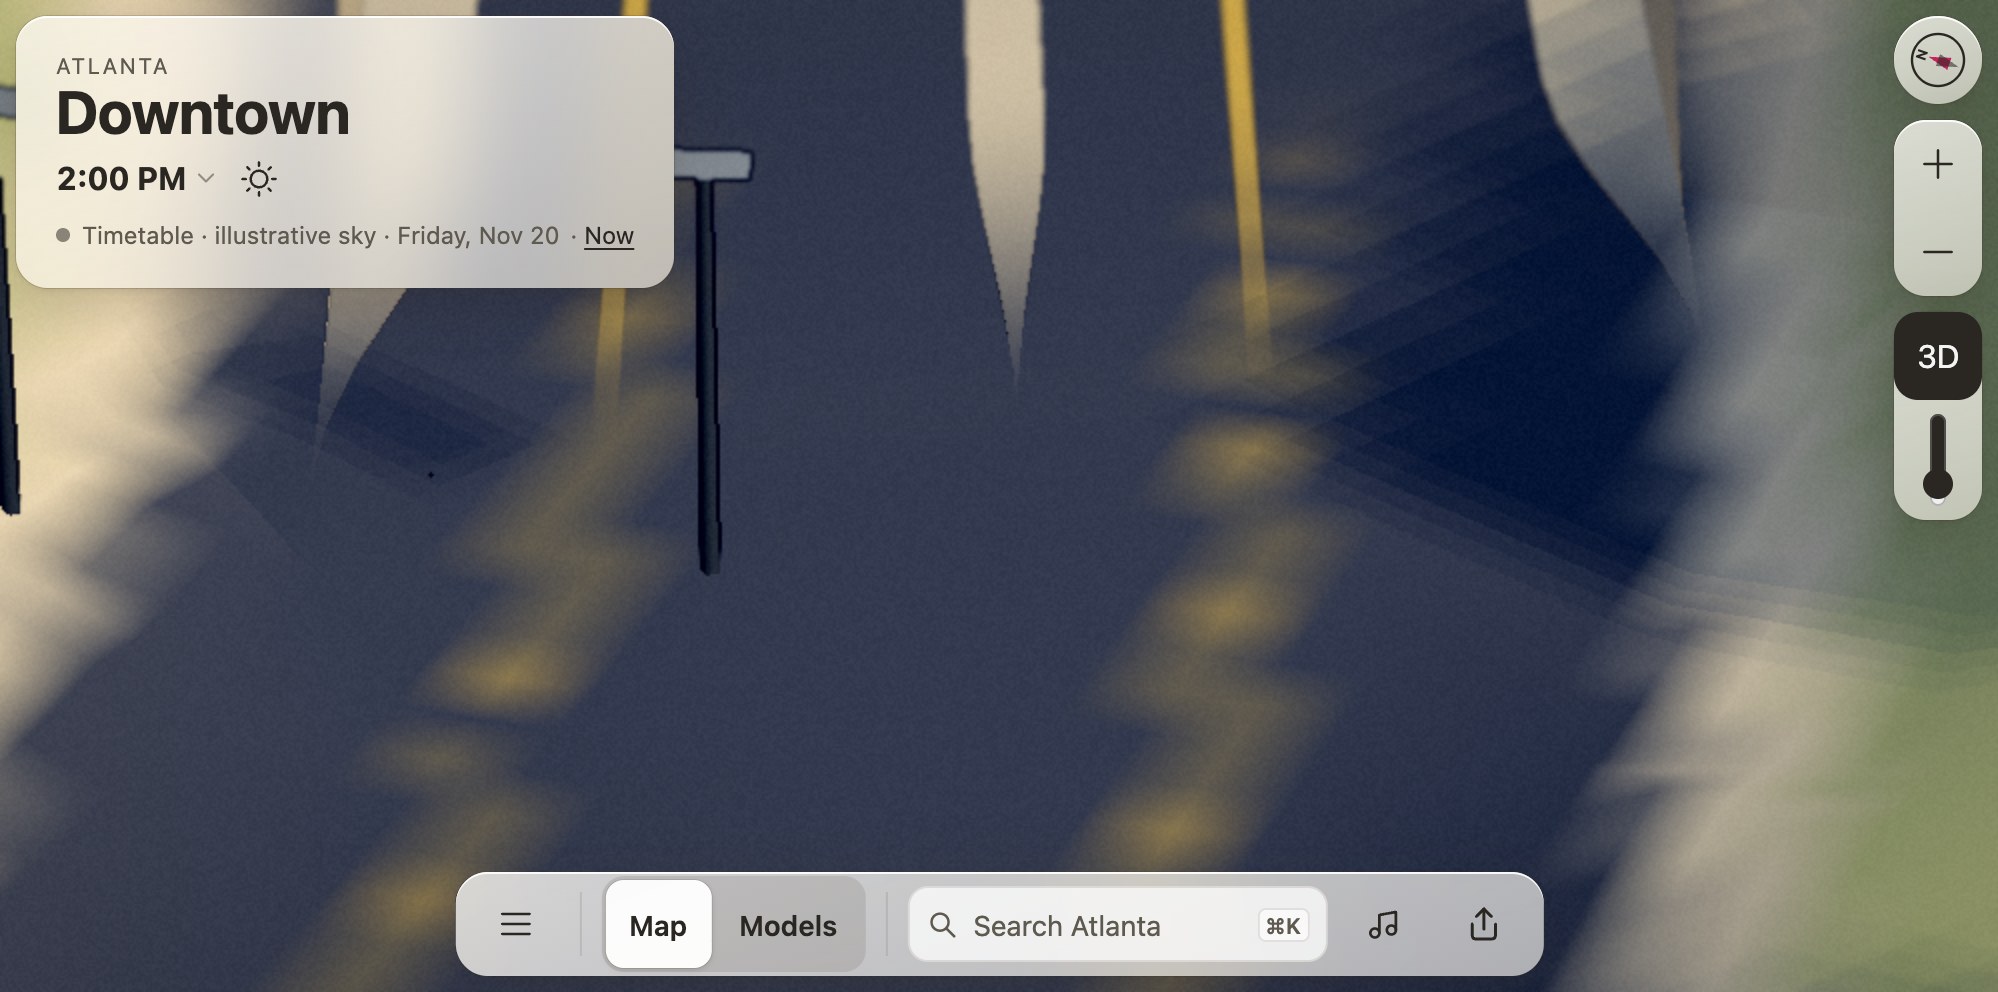 ATLANTA
Downtown
2:00 PM
Timetable · illustrative sky · Friday, Nov 20 · Now
N
3D
Map
Models
Search Atlanta
⌘K